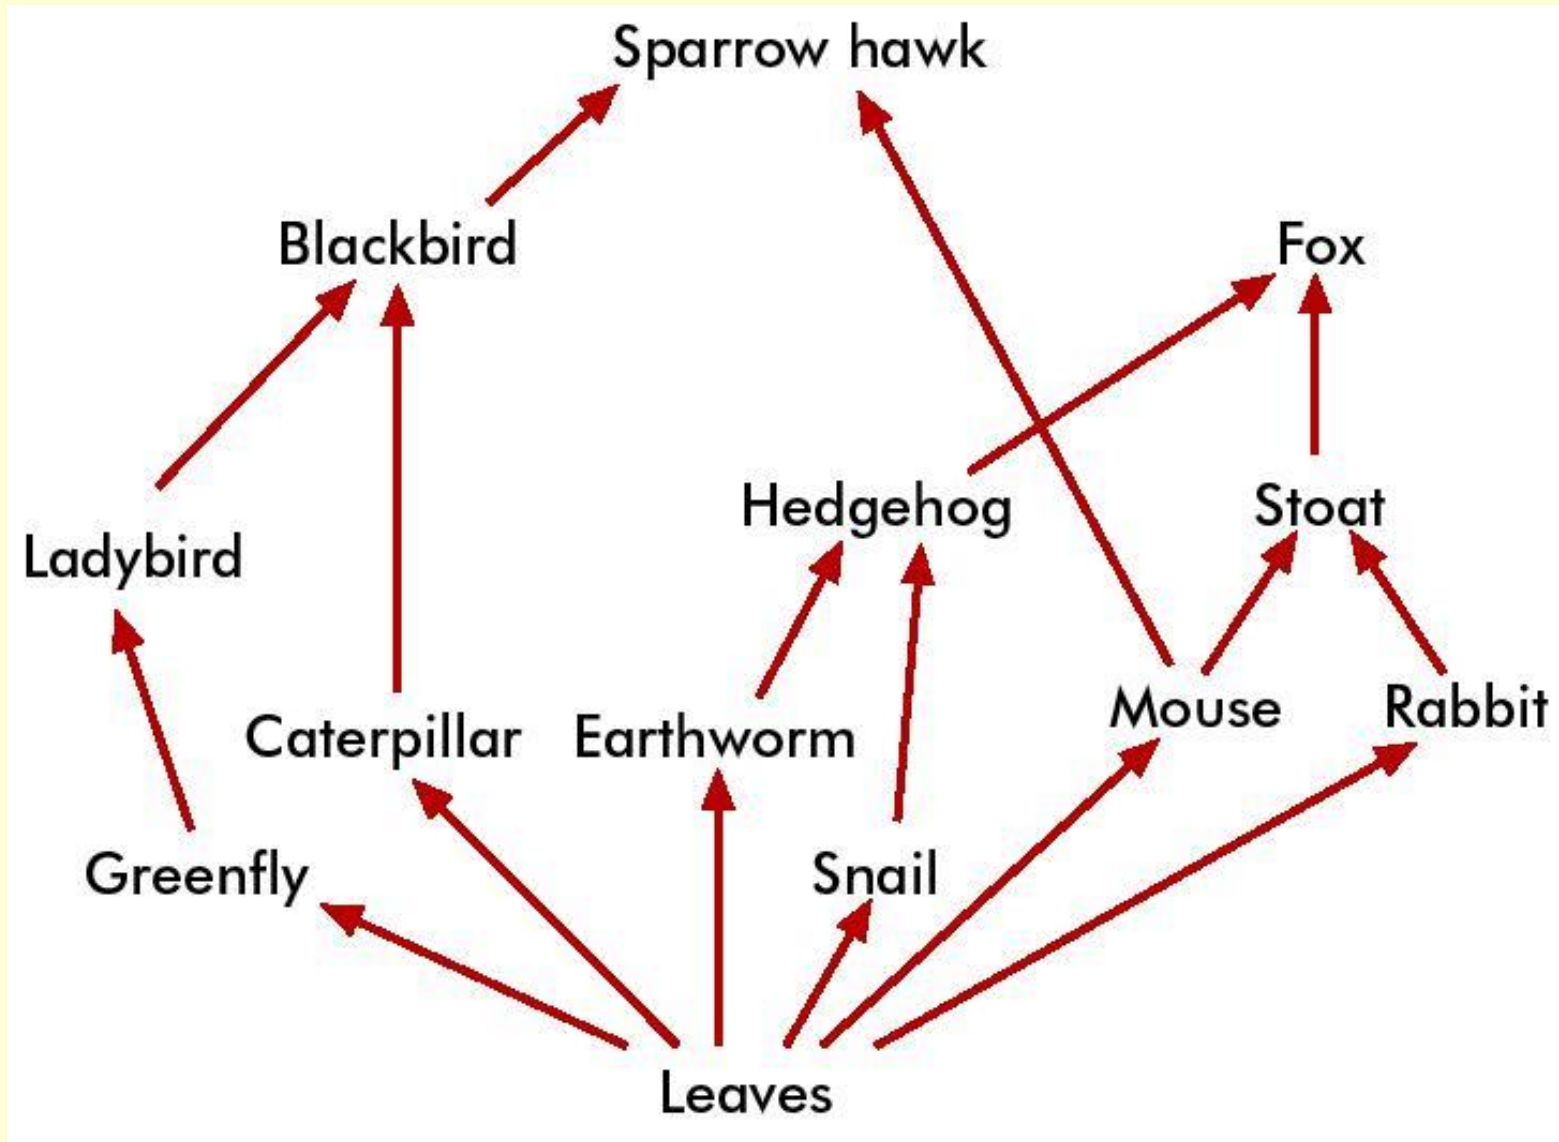 Sparrow hawk
Blackbird
Fox
Hedgehog
Stoat
Ladybird
Mouse
Rabbit
Caterpillar
Earthworm
Greenfly
Snail
Leaves